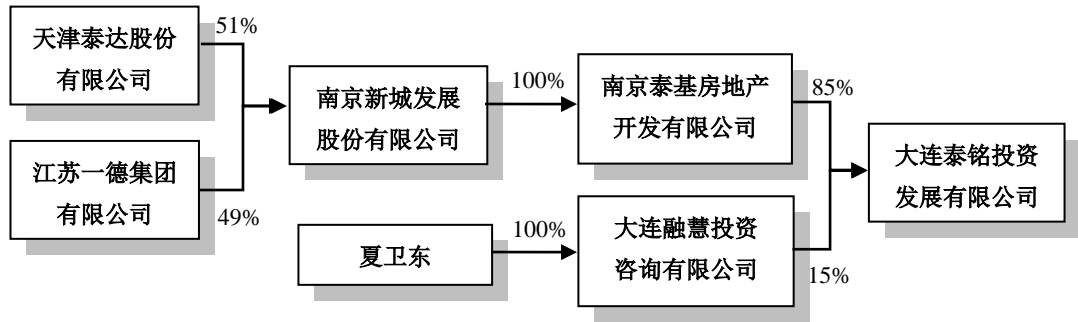 天津泰达股份
有限公司
51%
江苏一德集团
有限公司
49%
南京新城发展
股份有限公司
100%
南京泰基房地产
开发有限公司
85%
夏卫东
100%
大连融慧投资
咨询有限公司
15%
大连泰铭投资
发展有限公司